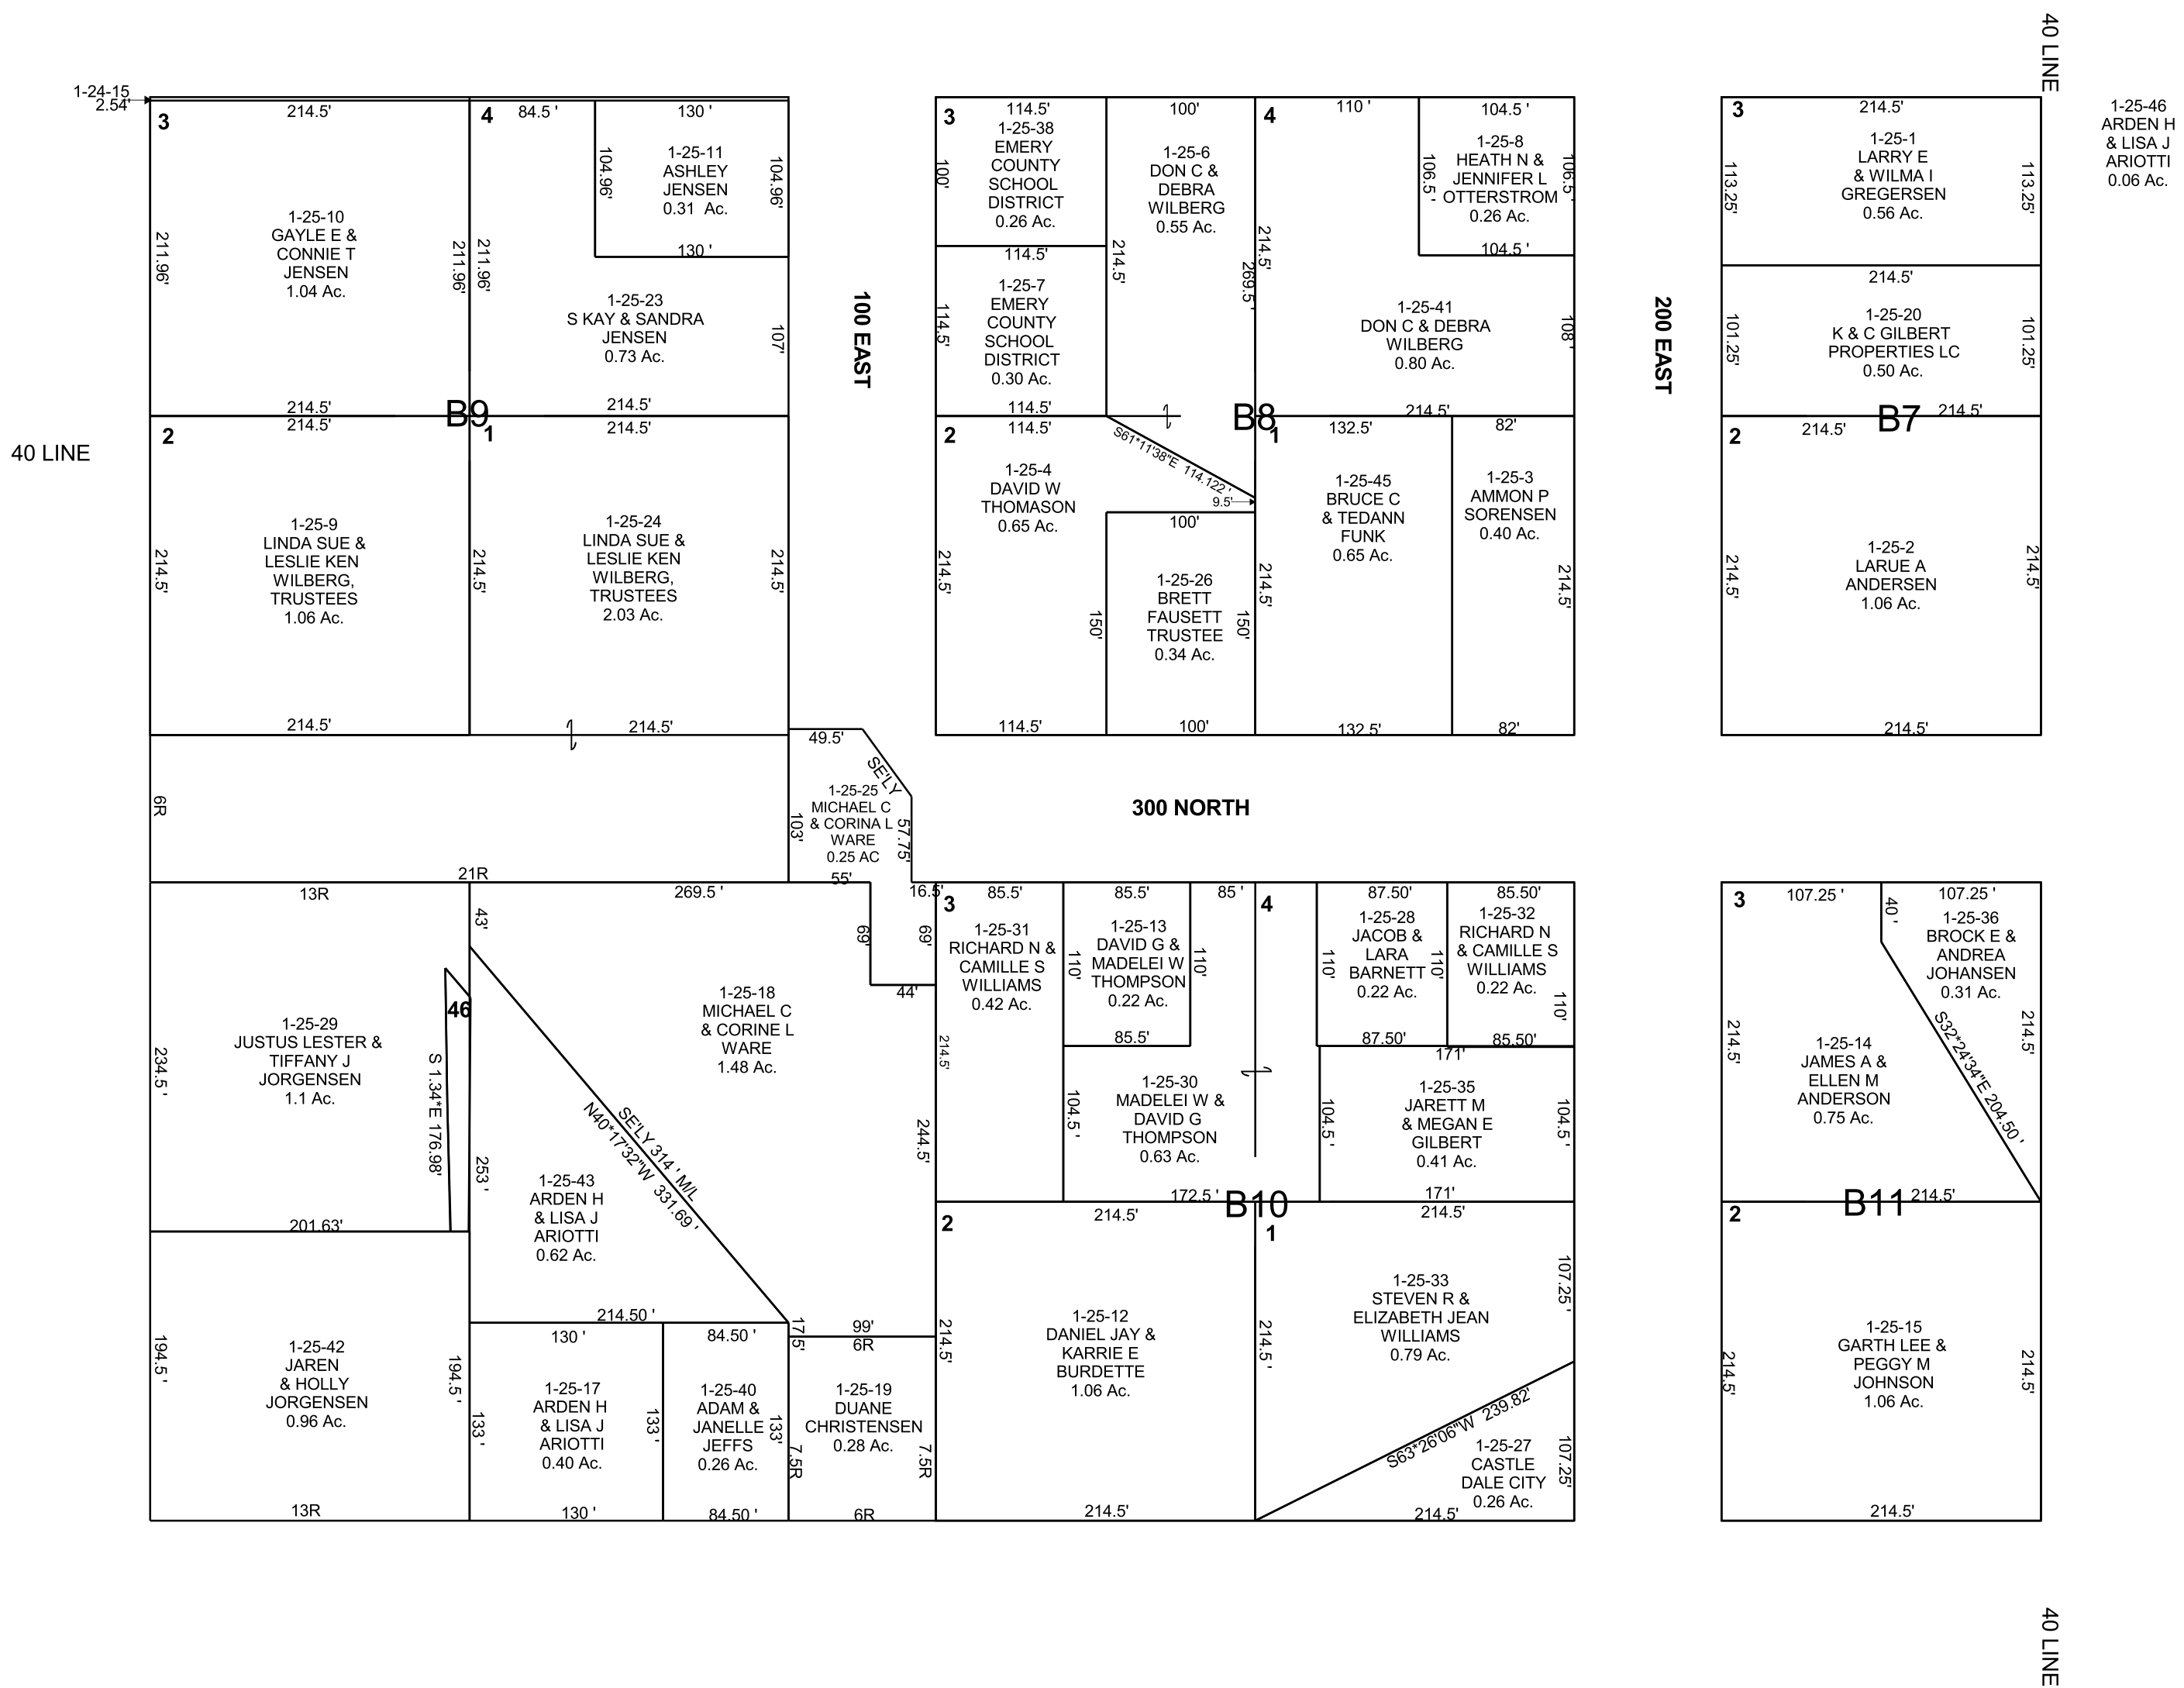 40 LINE
1-24-15
2.54'
3
214.5'
4
84.5 '
130 '
1-25-11
ASHLEY
JENSEN
0.31 Ac.
104.96'
104.96'
130 '
1-25-10
GAYLE E &
CONNIE T
JENSEN
1.04 Ac.
211.96'
211.96'
211.96'
1-25-23
S KAY & SANDRA
JENSEN
0.73 Ac.
107'
214.5'
214.5'
B9
40 LINE
2
214.5'
1
214.5'
1-25-9
LINDA SUE &
LESLIE KEN
WILBERG,
TRUSTEES
1.06 Ac.
214.5'
214.5'
1-25-24
LINDA SUE &
LESLIE KEN
WILBERG,
TRUSTEES
2.03 Ac.
214.5'
214.5'
214.5'
100 EAST
3
114.5'
1-25-38
EMERY
COUNTY
SCHOOL
DISTRICT
0.26 Ac.
100'
114.5'
1-25-7
EMERY
COUNTY
SCHOOL
DISTRICT
0.30 Ac.
114.5'
114.5'
100'
1-25-6
DON C &
DEBRA
WILBERG
0.55 Ac.
214.5'
269.5'
214.5'
4
110 '
104.5 '
1-25-8
HEATH N &
JENNIFER L
OTTERSTROM
0.26 Ac.
106.5 '
106.5 '
104.5 '
1-25-41
DON C & DEBRA
WILBERG
0.80 Ac.
108 '
214.5'
B8
2
114.5'
1-25-4
DAVID W
THOMASON
0.65 Ac.
214.5'
S61*11'38"E 114.122 '
9.5'
100'
1-25-26
BRETT
FAUSETT
TRUSTEE
0.34 Ac.
150'
150'
114.5'
100'
1
132.5'
1-25-45
BRUCE C
& TEDANN
FUNK
0.65 Ac.
214.5'
132.5'
82'
1-25-3
AMMON P
SORENSEN
0.40 Ac.
214.5'
82'
200 EAST
3
214.5'
1-25-1
LARRY E
& WILMA I
GREGERSEN
0.56 Ac.
113.25'
113.25'
214.5'
1-25-20
K & C GILBERT
PROPERTIES LC
0.50 Ac.
101.25'
101.25'
214.5'
B7
2
214.5'
1-25-2
LARUE A
ANDERSEN
1.06 Ac.
214.5'
214.5'
214.5'
1-25-46
ARDEN H
& LISA J
ARIOTTI
0.06 Ac.
6R
21R
49.5'
SE'LY
1-25-25
MICHAEL C
& CORINA L
WARE
0.25 AC
103'
57.75'
55'
16.5'
300 NORTH
13R
1-25-29
JUSTUS LESTER &
TIFFANY J
JORGENSEN
1.1 Ac.
234.5 '
S 1.34*E 176.98'
46
201.63'
43'
253 '
269.5 '
69'
69'
44'
1-25-18
MICHAEL C
& CORINE L
WARE
1.48 Ac.
SE'LY 314 ' M/L
N40*17'32"W 331.69 '
244.5'
1-25-43
ARDEN H
& LISA J
ARIOTTI
0.62 Ac.
214.50 '
1-25-42
JAREN
& HOLLY
JORGENSEN
0.96 Ac.
194.5 '
194.5 '
13R
130 '
1-25-17
ARDEN H
& LISA J
ARIOTTI
0.40 Ac.
133 '
133 '
130 '
84.50 '
1-25-40
ADAM &
JANELLE
JEFFS
0.26 Ac.
133'
84.50 '
17.5'
99'
6R
1-25-19
DUANE
CHRISTENSEN
0.28 Ac.
7.5R
7.5R
6R
3
85.5'
1-25-31
RICHARD N &
CAMILLE S
WILLIAMS
0.42 Ac.
214.5'
85.5'
1-25-13
DAVID G &
MADELEI W
THOMPSON
0.22 Ac.
110'
110'
85.5'
85 '
1-25-30
MADELEI W &
DAVID G
THOMPSON
0.63 Ac.
104.5 '
172.5 '
4
87.50'
1-25-28
JACOB &
LARA
BARNETT
0.22 Ac.
110'
110'
87.50'
85.50'
1-25-32
RICHARD N
& CAMILLE S
WILLIAMS
0.22 Ac.
110'
85.50'
171'
1-25-35
JARETT M
& MEGAN E
GILBERT
0.41 Ac.
104.5 '
104.5 '
171'
B10
2
214.5'
1-25-12
DANIEL JAY &
KARRIE E
BURDETTE
1.06 Ac.
214.5'
214.5'
1
214.5'
1-25-33
STEVEN R &
ELIZABETH JEAN
WILLIAMS
0.79 Ac.
214.5 '
107.25 '
S63*26'06"W 239.82'
1-25-27
CASTLE
DALE CITY
0.26 Ac.
107.25'
214.5'
3
107.25 '
107.25 '
40 '
1-25-36
BROCK E &
ANDREA
JOHANSEN
0.31 Ac.
214.5'
S32*24'34"E 204.50 '
1-25-14
JAMES A &
ELLEN M
ANDERSON
0.75 Ac.
214.5'
B11
214.5'
2
1-25-15
GARTH LEE &
PEGGY M
JOHNSON
1.06 Ac.
214.5'
214.5'
214.5'
40 LINE